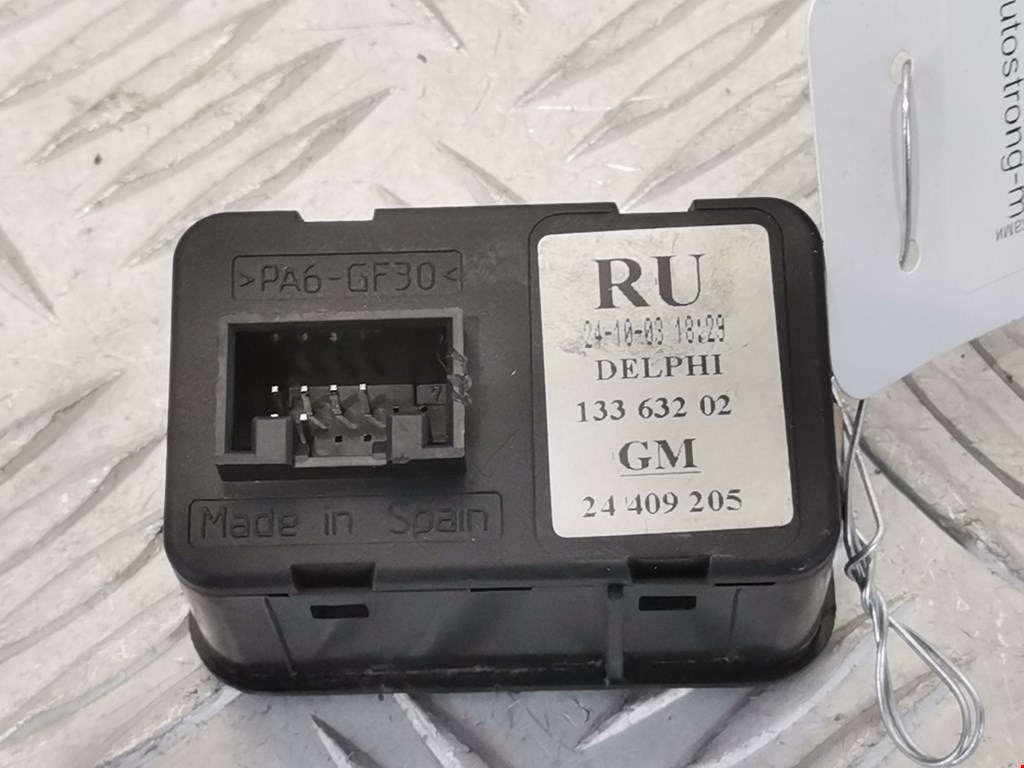 >PA6-GF30<
Made in Spain
RU
24-10-03 18:29
DELPHI
133 632 02
GM
24 409 205
utostrong-m